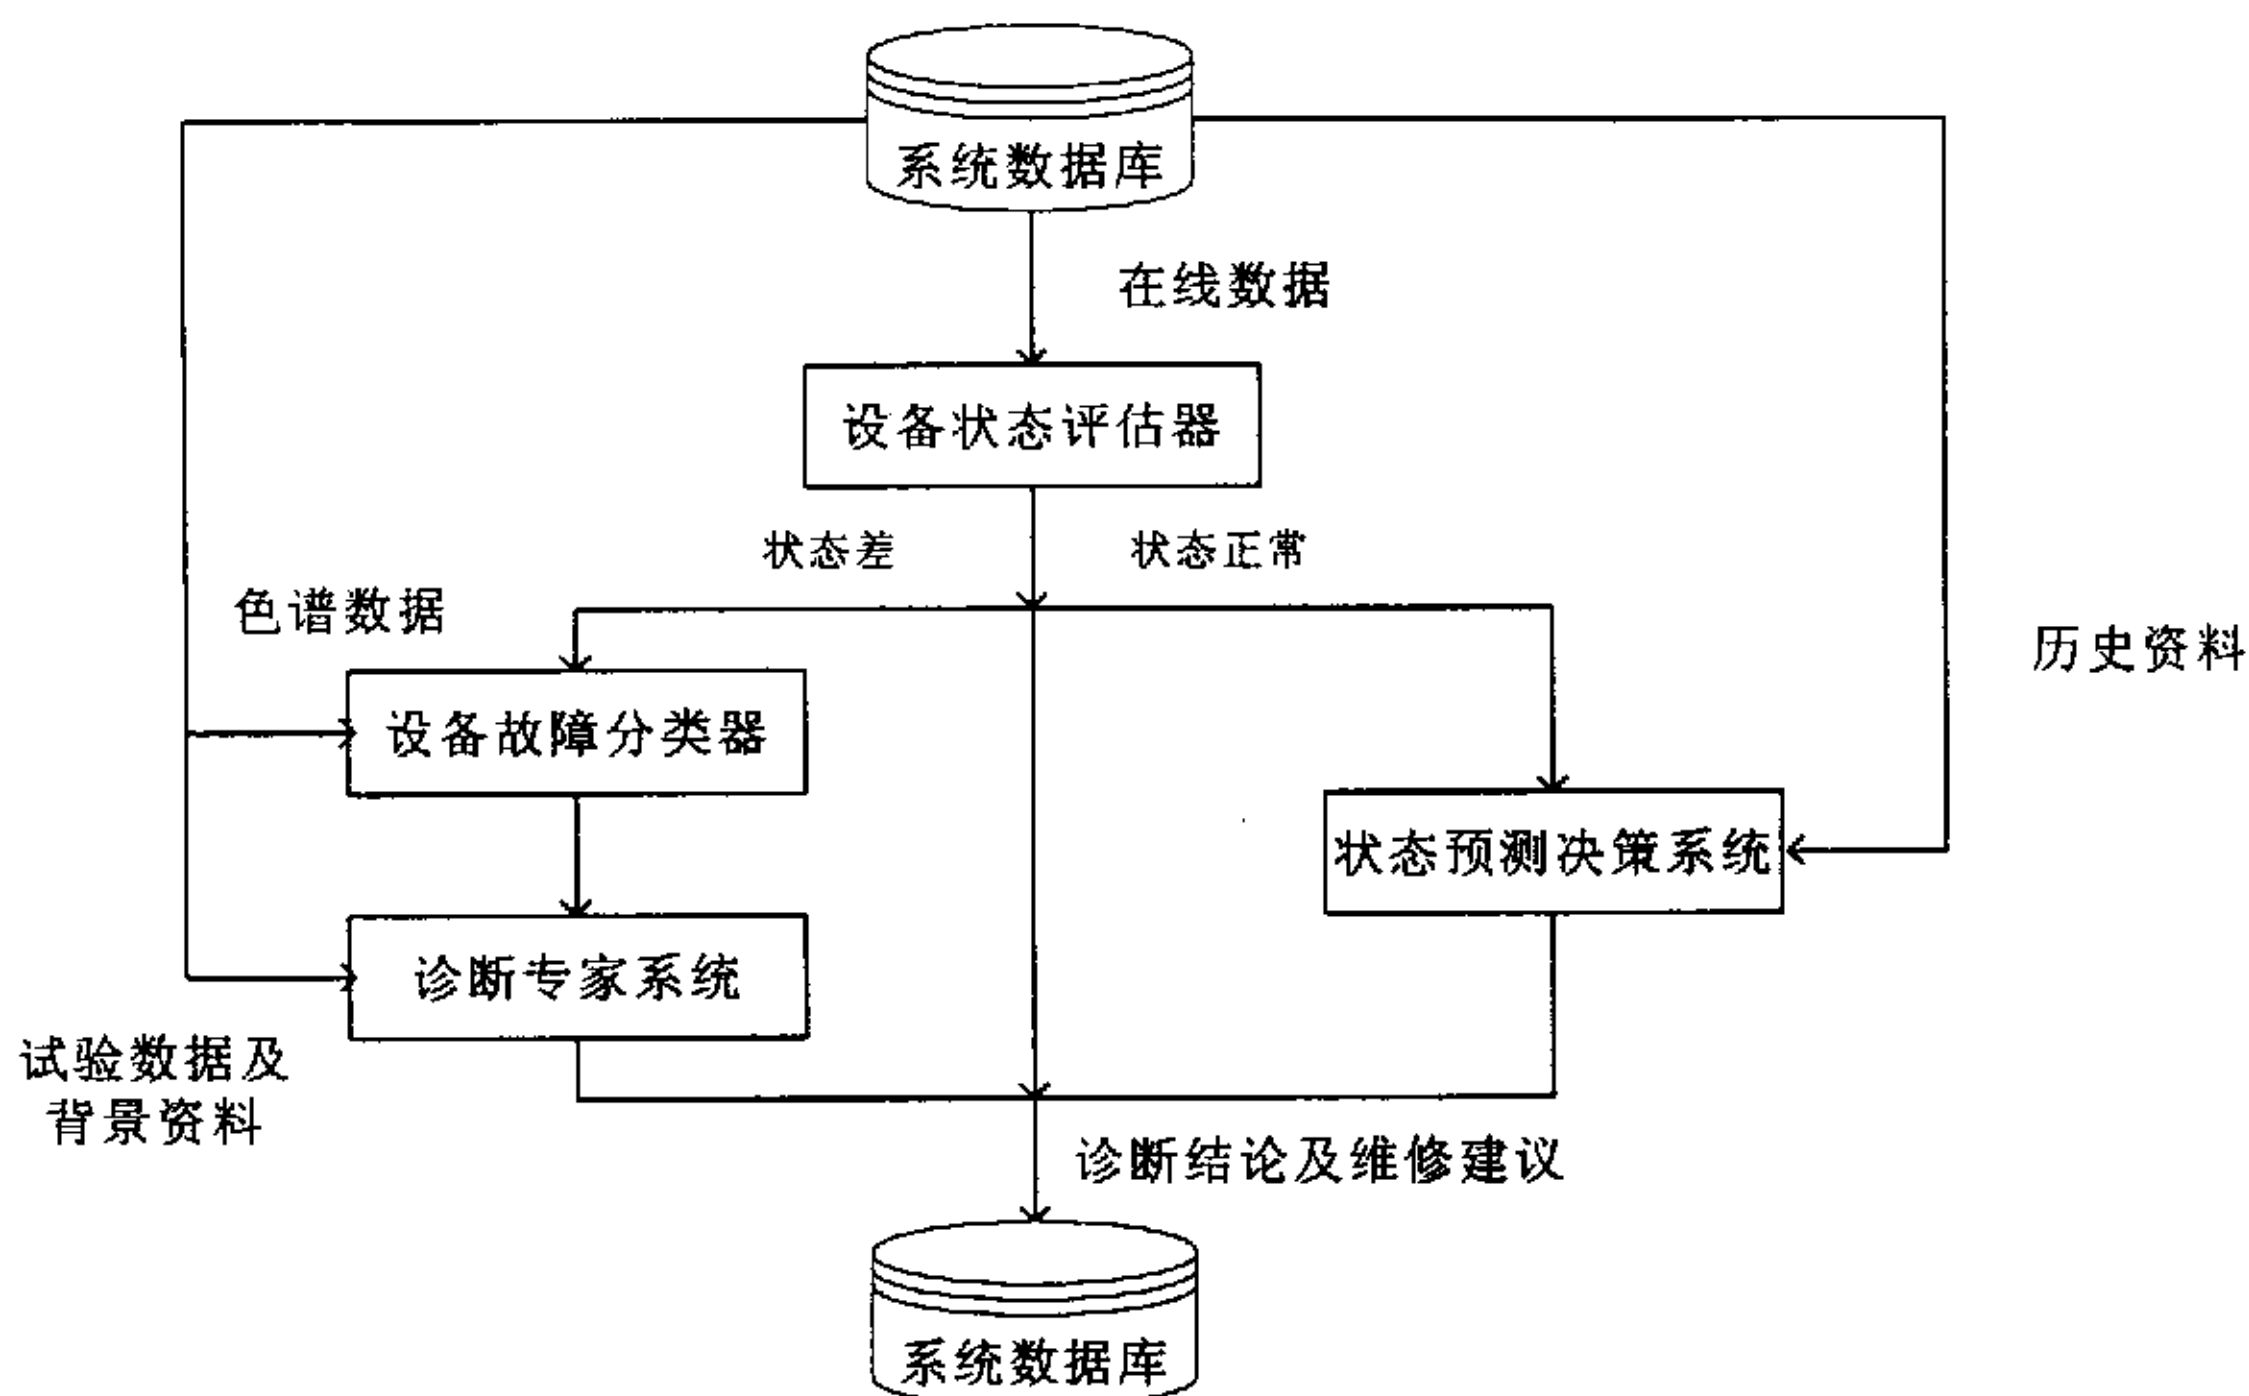 系统数据库
在线数据
设备状态评估器
状态差
状态正常
色谱数据
历史资料
设备故障分类器
状态预测决策系统
诊断专家系统
试验数据及
背景资料
诊断结论及维修建议
系统数据库